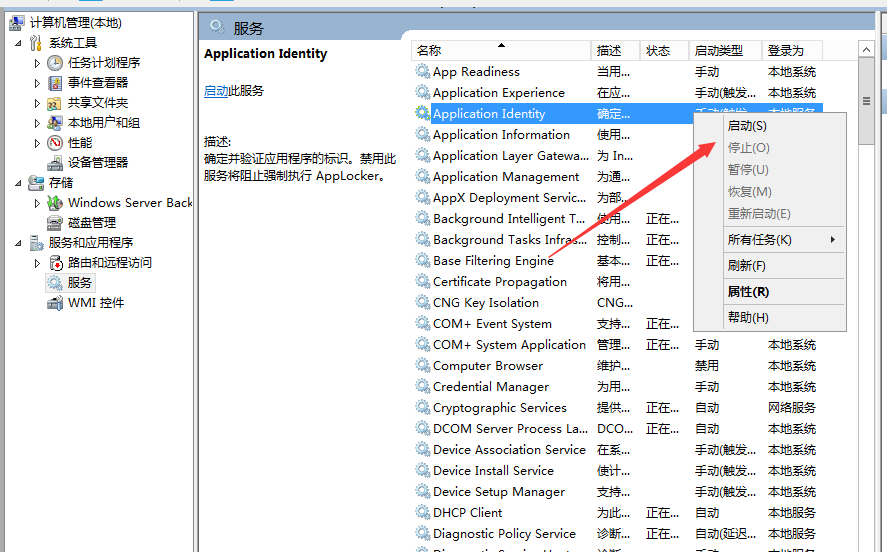 计算机管理(本地)
系统工具
任务计划程序
事件查看器
共享文件夹
本地用户和组
性能
设备管理器
存储
Windows Server Back
磁盘管理
服务和应用程序
路由和远程访问
服务
WMI 控件
服务
Application Identity
启动此服务
描述:
确定并验证应用程序的标识。禁用此
服务将阻止强制执行 AppLocker。
名称 描述 状态 启动类型 登录为
App Readiness 当用... 手动 本地系统
Application Experience 在应... 手动(触发... 本地系统
Application Identity 确定...
Application Information 使用...
Application Layer Gatewa... 为 In...
Application Management 为通...
AppX Deployment Servic... 为部...
Background Intelligent T... 使用... 正在...
Background Tasks Infras... 控制... 正在...
Base Filtering Engine 基本... 正在...
Certificate Propagation 将用...
CNG Key Isolation CNG...
COM+ Event System 支持... 正在...
COM+ System Application 管理... 正在... 手动 本地系统
Computer Browser 维护... 禁用 本地系统
Credential Manager 为用... 手动 本地系统
Cryptographic Services 提供... 正在... 自动 网络服务
DCOM Server Process La... DCO... 正在... 自动 本地系统
Device Association Service 在系... 手动(触发... 本地系统
Device Install Service 使计... 手动(触发... 本地系统
Device Setup Manager 支持... 手动(触发... 本地系统
DHCP Client 为此... 正在... 自动 本地服务
Diagnostic Policy Service 诊断... 正在... 自动(延迟... 本地服务
启动(S)
停止(O)
暂停(U)
恢复(M)
重新启动(E)
所有任务(K)
刷新(F)
属性(R)
帮助(H)